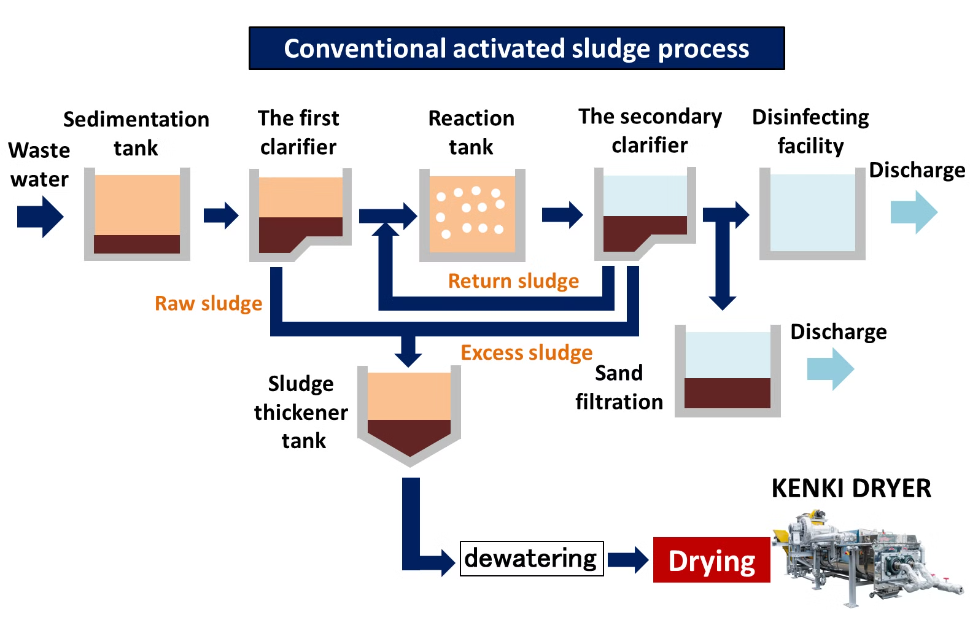 Conventional activated sludge process
Sedimentation
tank
The first
clarifier
Reaction
tank
The secondary
clarifier
Disinfecting
facility
Waste
water
Discharge
Raw sludge
Return sludge
Excess sludge
Sludge
thickener
tank
Sand
filtration
Discharge
dewatering
Drying
KENKI DRYER